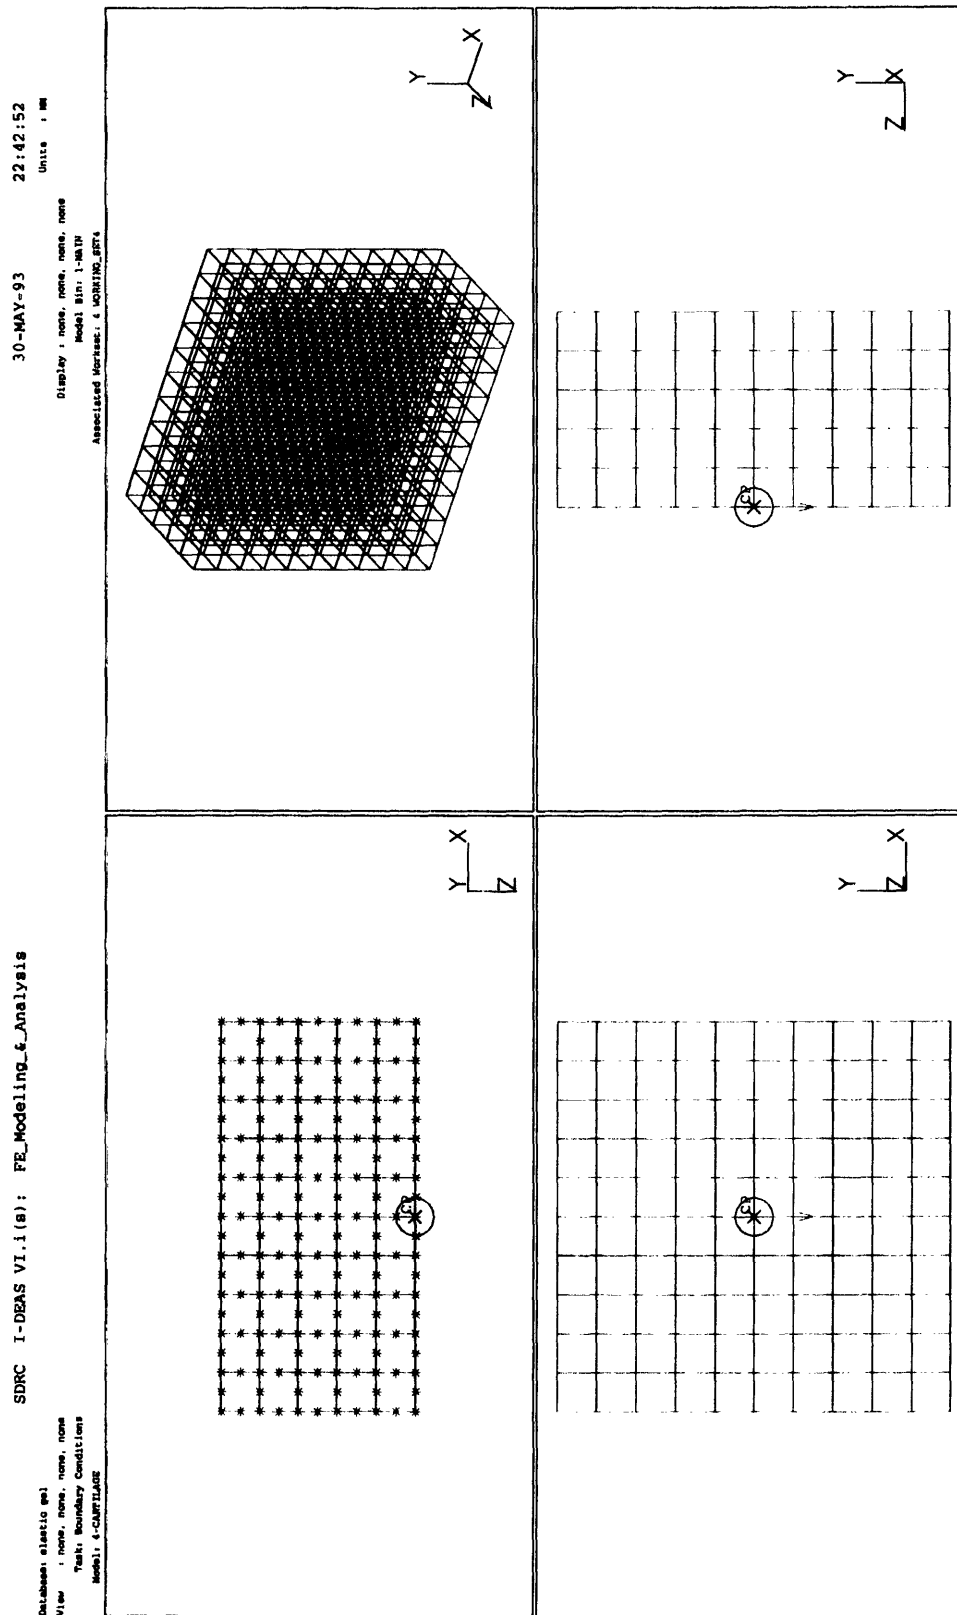 SDRC I-DEAS VI.i(s): FE_Modeling_&_Analysis 30-MAY-93 22:42:52
Database: elastic gel Units : MM
View : none, none, none, none Display : none, none, none, none
Task: Boundary Conditions Model Bin: 1-MAIN
Model: 4-CARTILAGE Associated Workset: 4 WORKING_SET4
Y
X
Z
Y
X
Z
Y
Z
X
Y
Z
X